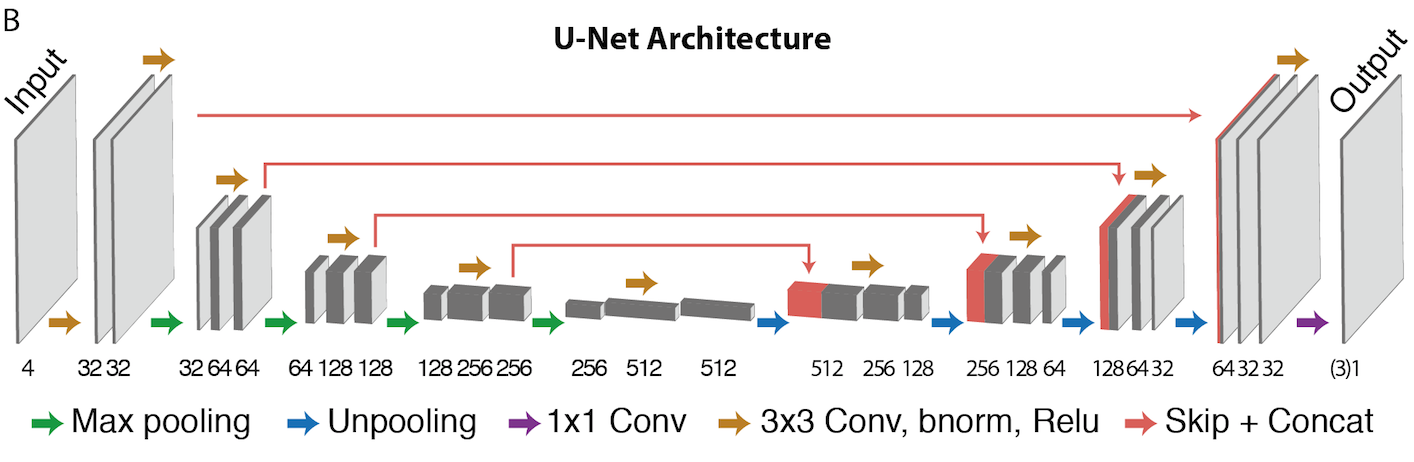 B
U-Net Architecture
Input
Output
4 32 32 32 64 64 64 128 128 128 256 256 256 512 512 512 256 128 256 128 64 128 64 32 64 32 32 (3)1
Max pooling Unpooling 1x1 Conv 3x3 Conv, bnorm, Relu Skip + Concat